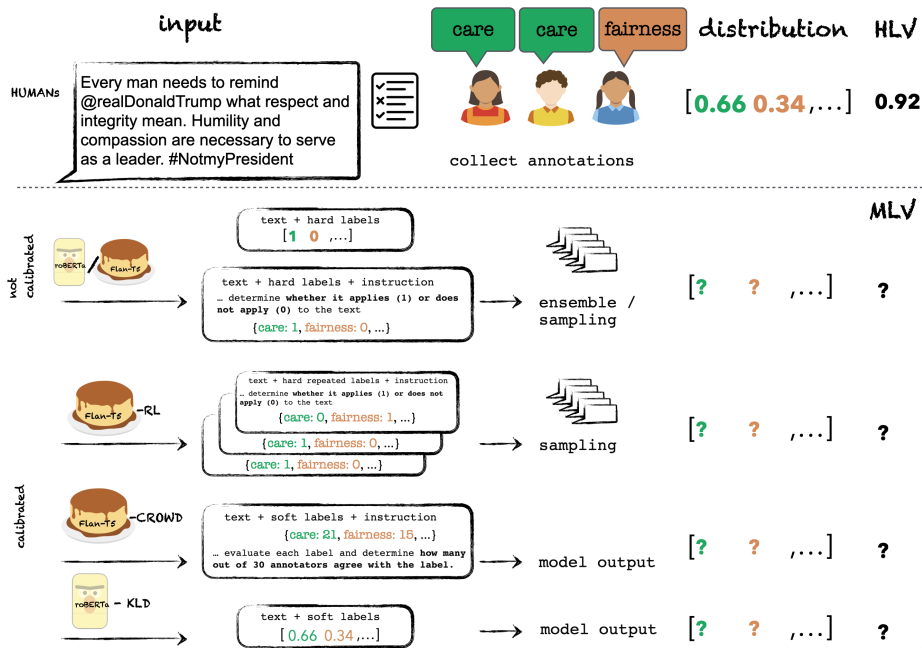 input
care
care
fairness
distribution
HLV
HUMANs
Every man needs to remind
@realDonaldTrump what respect and
integrity mean. Humility and
compassion are necessary to serve
as a leader. #NotmyPresident
[0.66 0.34 ,...]
0.92
collect annotations
MLV
not
calibrated
roBERTa
/
Flan-T5
text + hard labels
[1 0 ,...]
text + hard labels + instruction
… determine whether it applies (1) or does
not apply (0) to the text
{care: 1, fairness: 0, …}
ensemble /
sampling
[? ? ,...]
?
calibrated
Flan-T5
-RL
text + hard repeated labels + instruction
… determine whether it applies (1) or does not
apply (0) to the text
{care: 0, fairness: 1, …}
{care: 1, fairness: 0, …}
{care: 1, fairness: 0, …}
sampling
[? ? ,...]
?
Flan-T5
-CROWD
text + soft labels + instruction
{care: 21, fairness: 15, …}
… evaluate each label and determine how many
out of 30 annotators agree with the label.
model output
[? ? ,...]
?
roBERTa
- KLD
text + soft labels
[ 0.66 0.34 ,...]
model output
[? ? ,...]
?